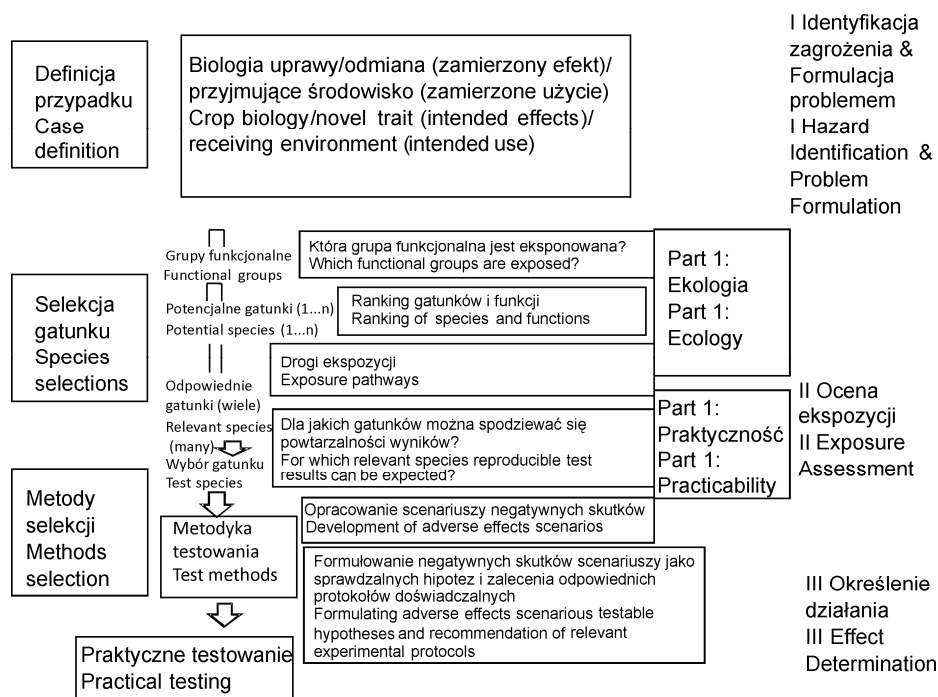 I Identyfikacja
zagrożenia &
Formulacja
problemem
I Hazard
Identification &
Problem
Formulation
Definicja
przypadku
Case
definition
Biologia uprawy/odmiana (zamierzony efekt)/
przyjmujące środowisko (zamierzone użycie)
Crop biology/novel trait (intended effects)/
receiving environment (intended use)
Selekcja
gatunku
Species
selections
Grupy funkcjonalne
Functional groups
Która grupa funkcjonalna jest eksponowana?
Which functional groups are exposed?
Potencjalne gatunki (1...n)
Potential species (1...n)
Ranking gatunków i funkcji
Ranking of species and functions
Drogi ekspozycji
Exposure pathways
Part 1:
Ekologia
Part 1:
Ecology
Odpowiednie
gatunki (wiele)
Relevant species
(many)
Wybór gatunku
Test species
Dla jakich gatunków można spodziewać się
powtarzalności wyników?
For which relevant species reproducible test
results can be expected?
Part 1:
Praktyczność
Part 1:
Practicability
II Ocena
ekspozycji
II Exposure
Assessment
Metody
selekcji
Methods
selection
Metodyka
testowania
Test methods
Opracowanie scenariuszy negatywnych skutków
Development of adverse effects scenarios
Formułowanie negatywnych skutków scenariuszy jako
sprawdzalnych hipotez i zalecenia odpowiednich
protokołów doświadczalnych
Formulating adverse effects scenarious testable
hypotheses and recommendation of relevant
experimental protocols
III Określenie
działania
III Effect
Determination
Praktyczne testowanie
Practical testing